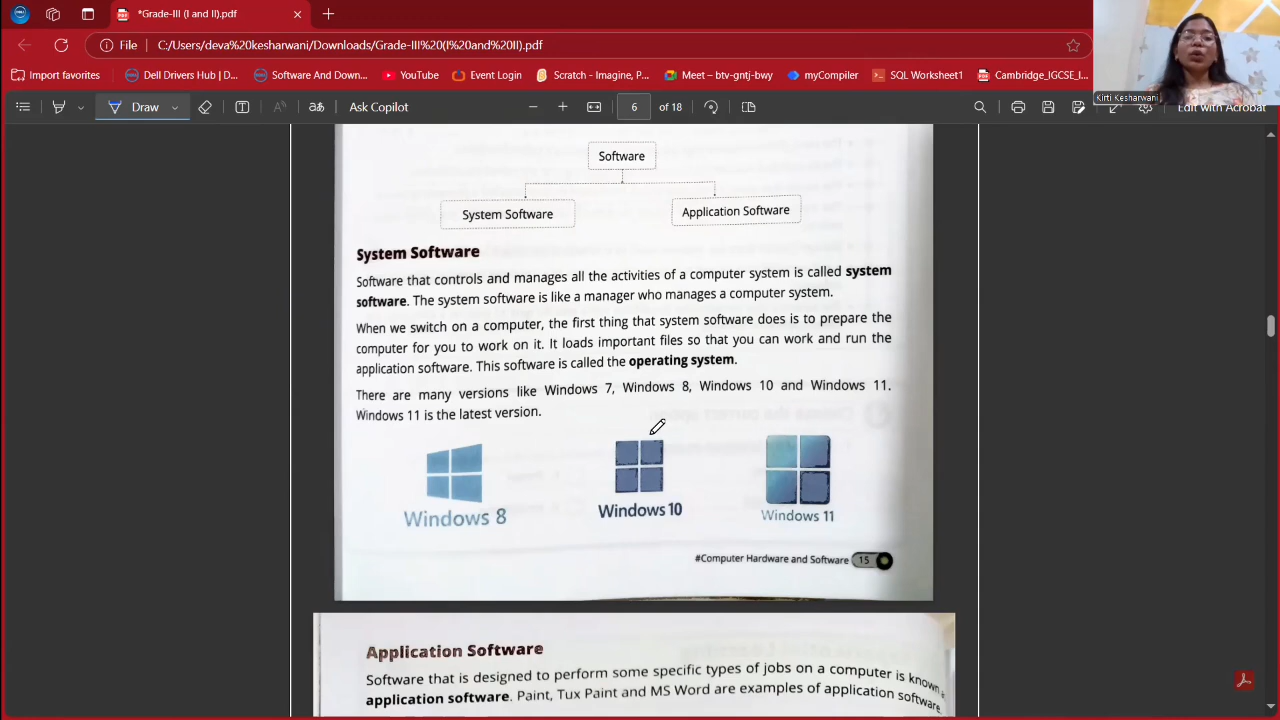 *Grade-III (I and II).pdf
File
C:/Users/deva%20kesharwani/Downloads/Grade-III%20(I%20and%20II).pdf
Import favorites
Dell Drivers Hub | D...
Software And Down...
YouTube
Event Login
Scratch - Imagine, P...
Meet – btv-gntj-bwy
myCompiler
SQL Worksheet1
Cambridge_IGCSE_I...
Kirti Kesharwani
Draw
Ask Copilot
6 of 18
Edit with Acrobat
Software
System Software
Application Software
System Software
Software that controls and manages all the activities of a computer system is called system
software. The system software is like a manager who manages a computer system.
When we switch on a computer, the first thing that system software does is to prepare the
computer for you to work on it. It loads important files so that you can work and run the
application software. This software is called the operating system.
There are many versions like Windows 7, Windows 8, Windows 10 and Windows 11.
Windows 11 is the latest version.
Windows 8
Windows 10
Windows 11
#Computer Hardware and Software 15
Application Software
Software that is designed to perform some specific types of jobs on a computer is known
application software. Paint, Tux Paint and MS Word are examples of application software.